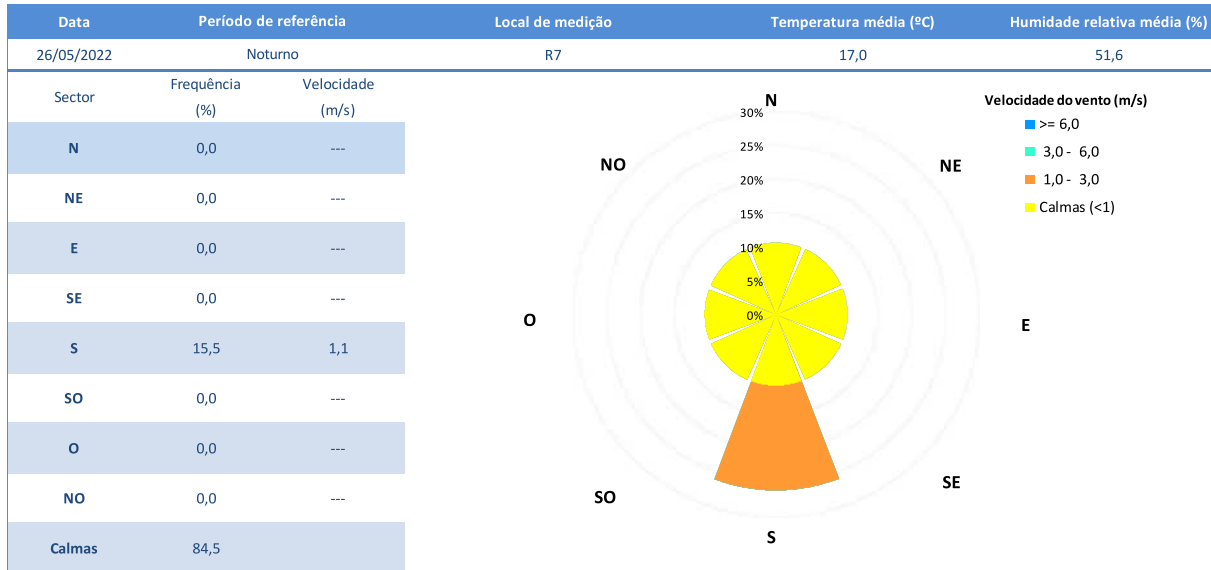 Data Período de referência Local de medição Temperatura média (ºC) Humidade relativa média (%)
26/05/2022 Noturno R7 17,0 51,6
Sector Frequência (%) Velocidade (m/s)
N 0,0 ---
NE 0,0 ---
E 0,0 ---
SE 0,0 ---
S 15,5 1,1
SO 0,0 ---
O 0,0 ---
NO 0,0 ---
Calmas 84,5
N
NE
E
SE
S
SO
O
NO
30%
25%
20%
15%
10%
5%
0%
Velocidade do vento (m/s)
>= 6,0
3,0 - 6,0
1,0 - 3,0
Calmas (<1)